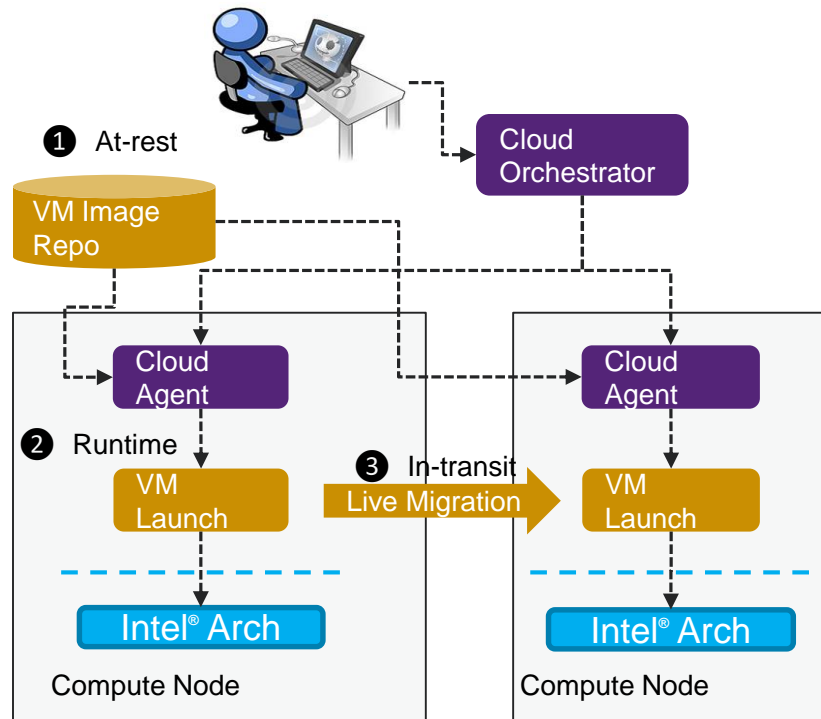 ❶ At-rest
Cloud
Orchestrator
VM Image
Repo
Cloud
Agent
Cloud
Agent
❷ Runtime
❸ In-transit
VM
Launch
Live Migration
VM
Launch
Intel® Arch
Intel® Arch
Compute Node
Compute Node